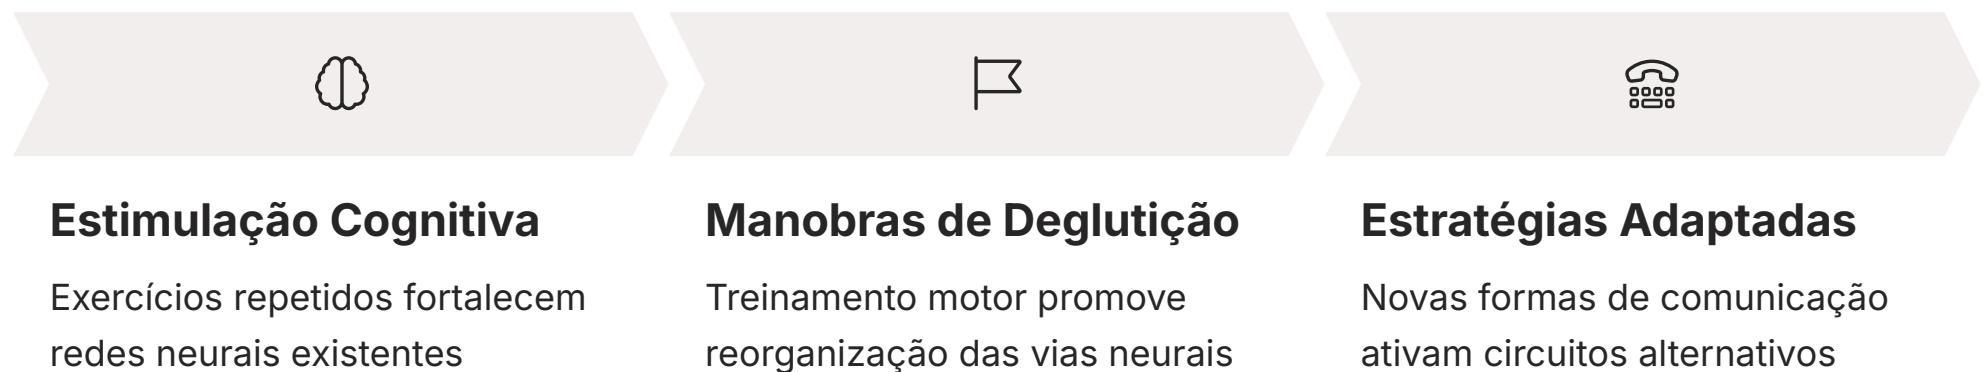 Estimulação Cognitiva
Exercícios repetidos fortalecem
redes neurais existentes
Manobras de Deglutição
Treinamento motor promove
reorganização das vias neurais
Estratégias Adaptadas
Novas formas de comunicação
ativam circuitos alternativos